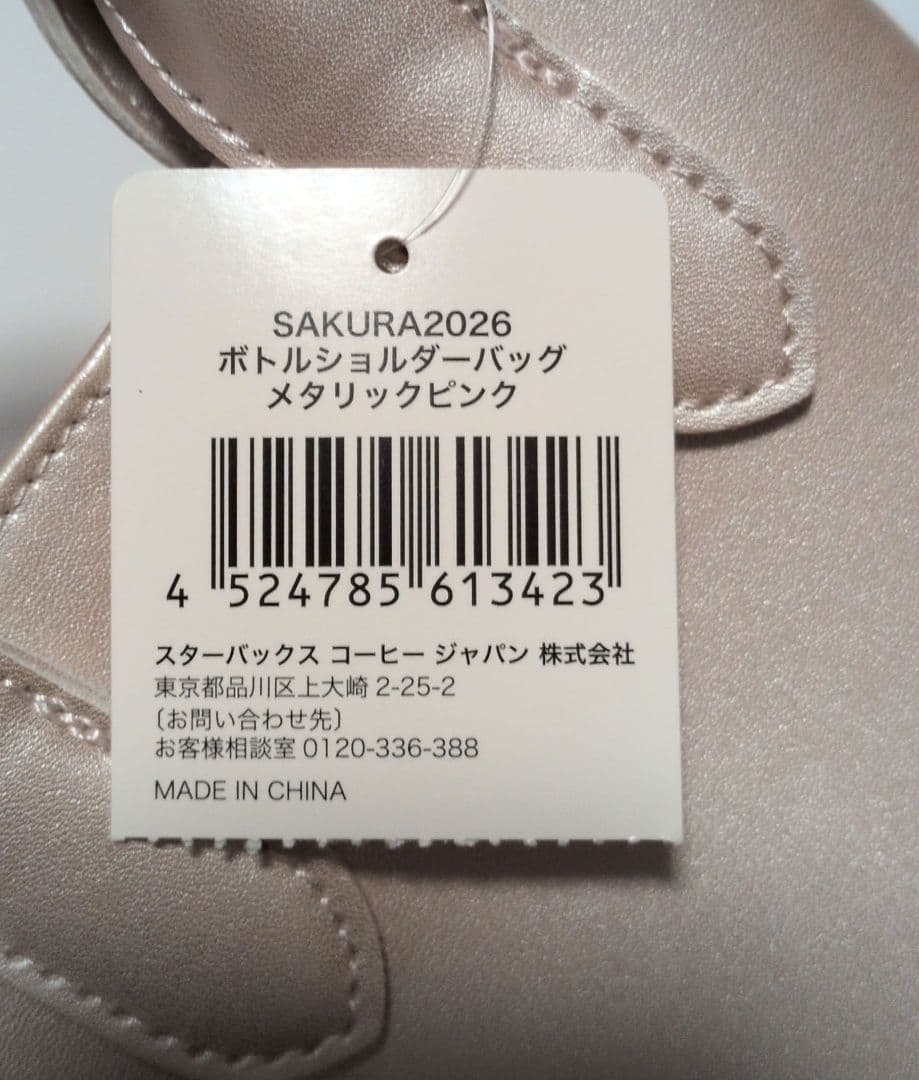 SAKURA2026
ボトルショルダーバッグ
メタリックピンク
4 524785 613423
スターバックス コーヒー ジャパン 株式会社
東京都品川区上大崎 2-25-2
〔お問い合わせ先〕
お客様相談室 0120-336-388
MADE IN CHINA